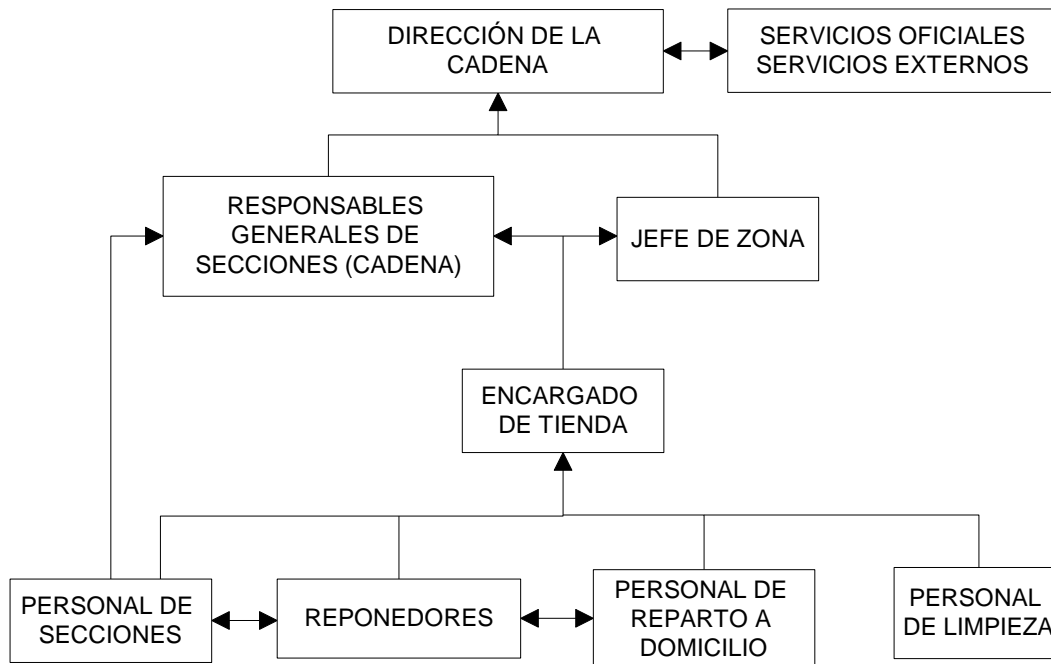 DIRECCIÓN DE LA
CADENA
SERVICIOS OFICIALES
SERVICIOS EXTERNOS
RESPONSABLES
GENERALES DE
SECCIONES (CADENA)
JEFE DE ZONA
ENCARGADO
DE TIENDA
PERSONAL DE
SECCIONES
REPONEDORES
PERSONAL DE
REPARTO A
DOMICILIO
PERSONAL
DE LIMPIEZA